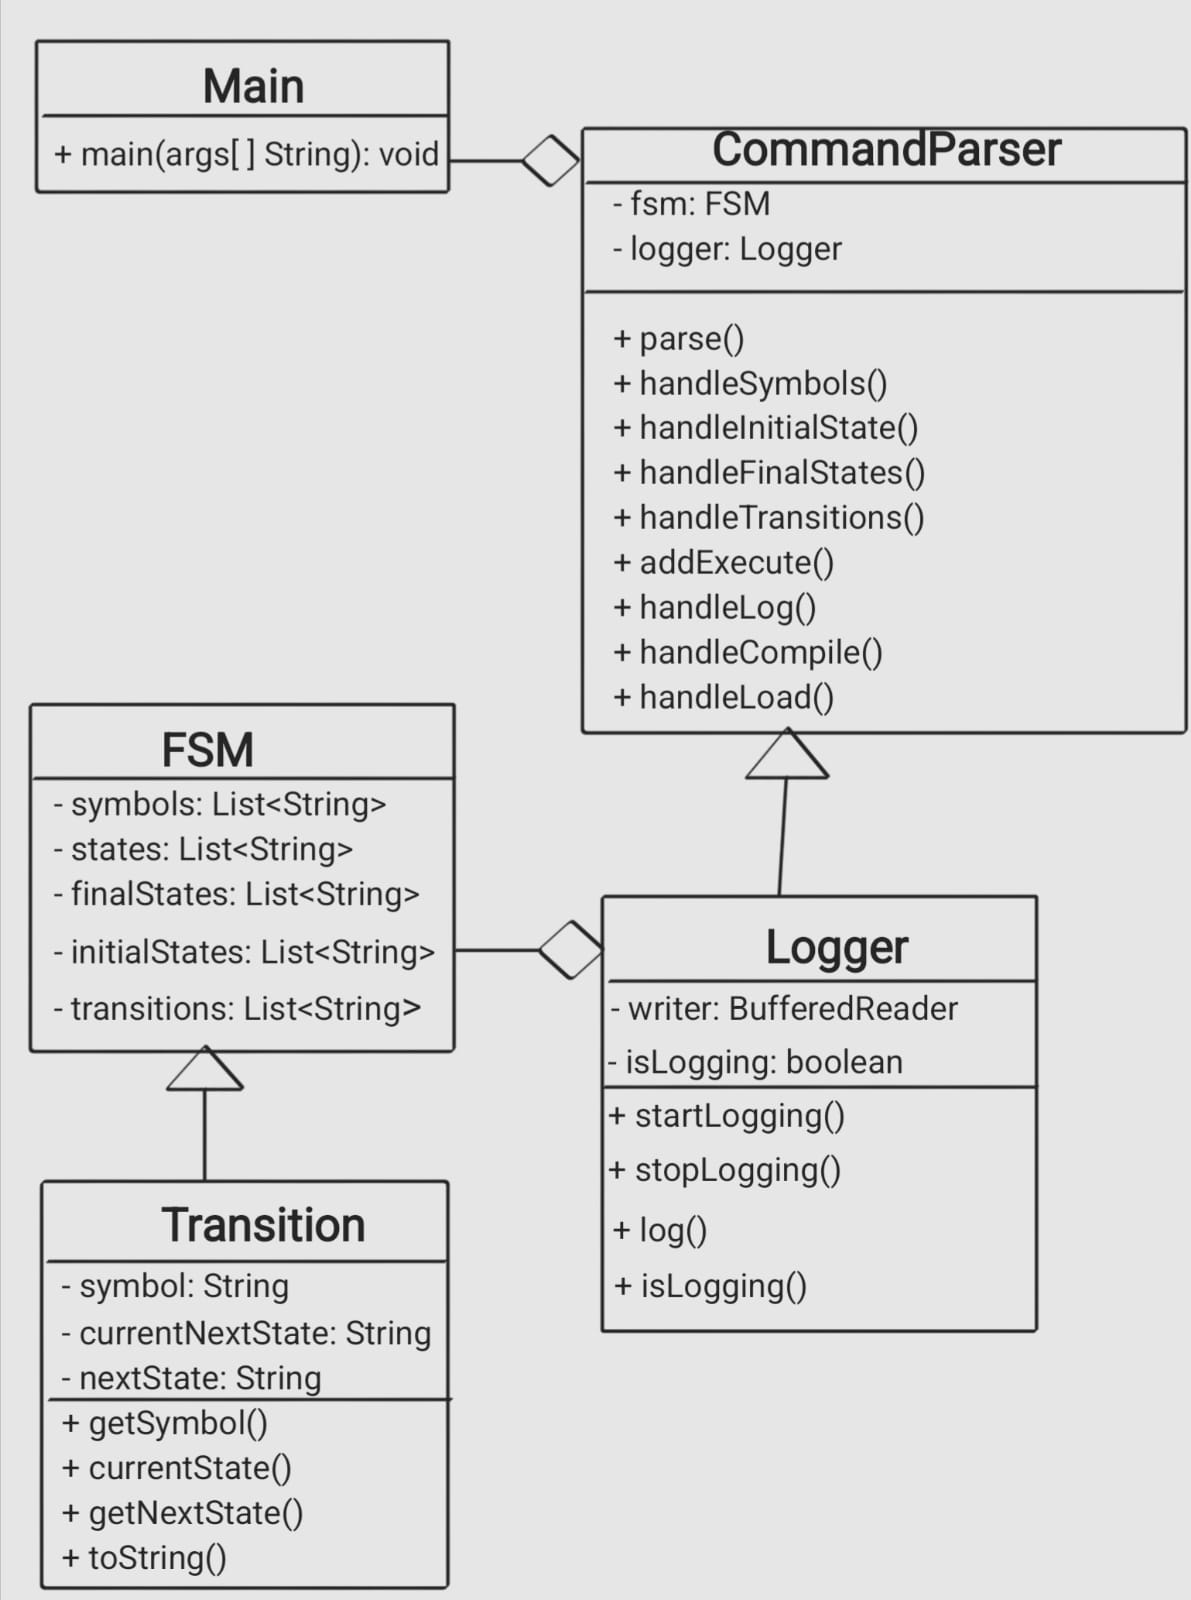 Main
+ main(args[ ] String): void
CommandParser
- fsm: FSM
- logger: Logger
+ parse()
+ handleSymbols()
+ handleInitialState()
+ handleFinalStates()
+ handleTransitions()
+ addExecute()
+ handleLog()
+ handleCompile()
+ handleLoad()
FSM
- symbols: List<String>
- states: List<String>
- finalStates: List<String>
- initialStates: List<String>
- transitions: List<String>
Logger
- writer: BufferedReader
- isLogging: boolean
+ startLogging()
+ stopLogging()
+ log()
+ isLogging()
Transition
- symbol: String
- currentNextState: String
- nextState: String
+ getSymbol()
+ currentState()
+ getNextState()
+ toString()